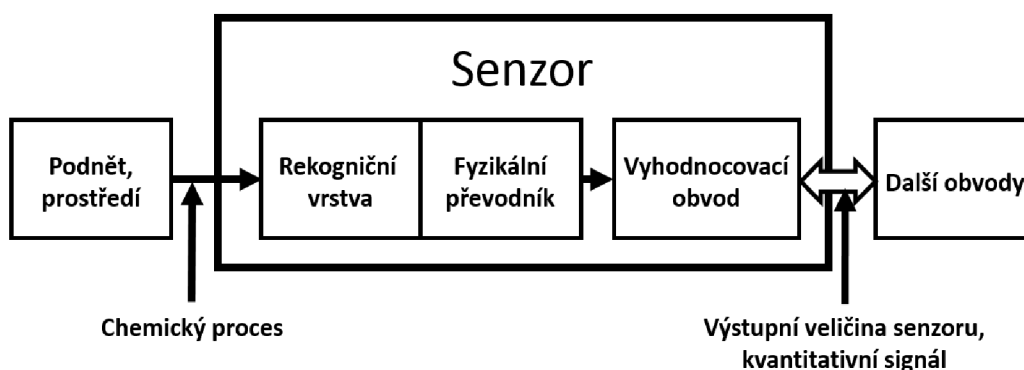 Senzor
Podnět,
prostředí
Rekogniční
vrstva
Fyzikální
převodník
Vyhodnocovací
obvod
Další obvody
Chemický proces
Výstupní veličina senzoru,
kvantitativní signál